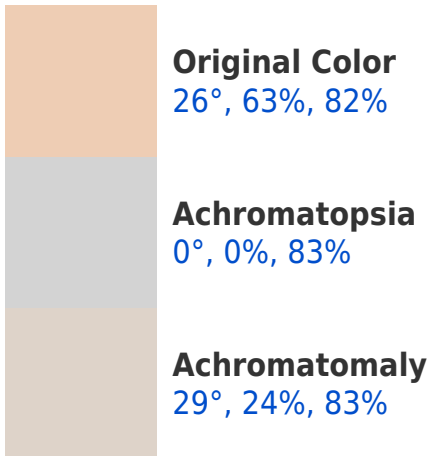 Original Color
26°, 63%, 82%
Achromatopsia
0°, 0%, 83%
Achromatomaly
29°, 24%, 83%